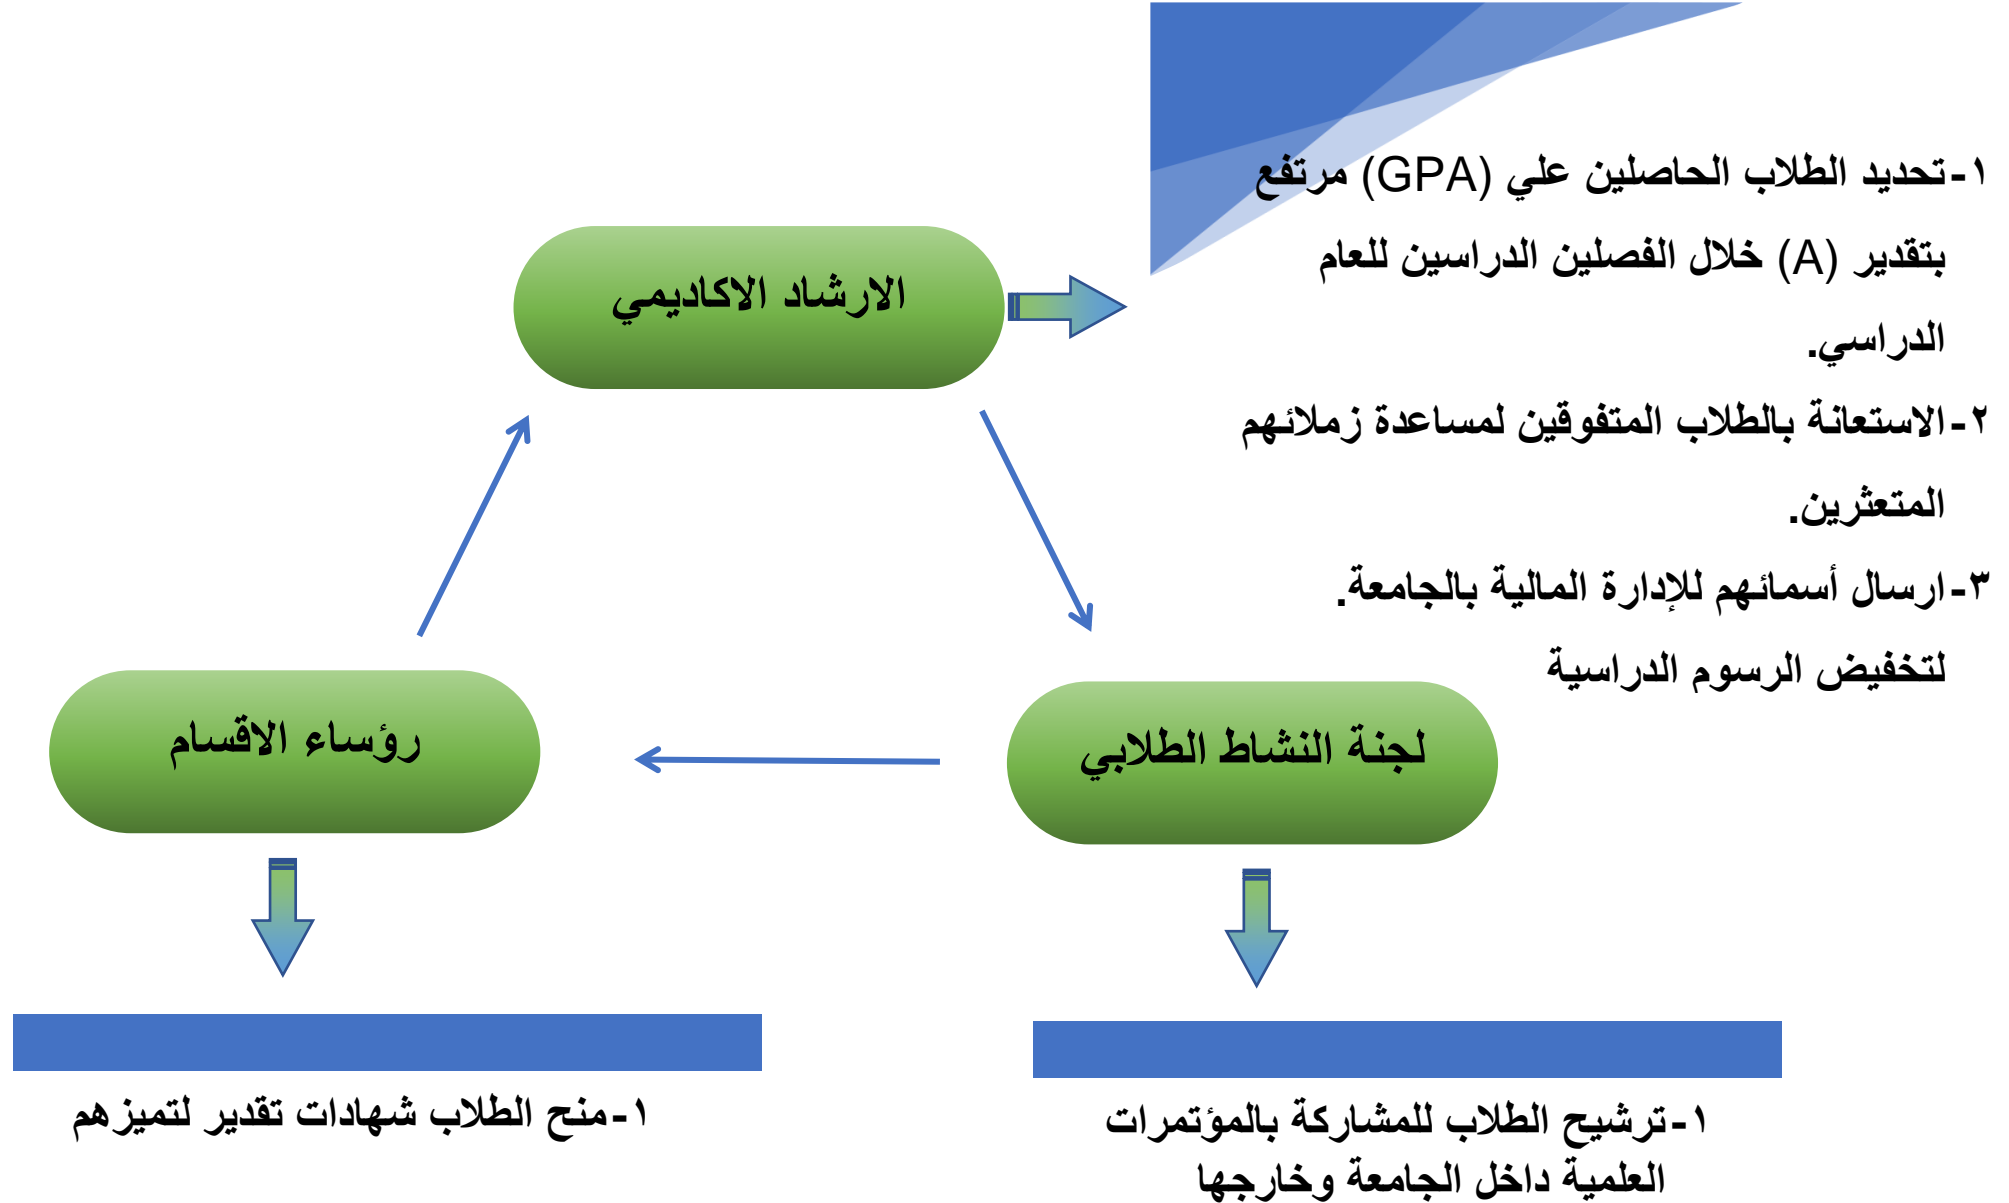 ١-تحديد الطلاب الحاصلين علي (GPA) مرتفع
بتقدير (A) خلال الفصلين الدراسين للعام
الدراسي.
٢-الاستعانة بالطلاب المتفوقين لمساعدة زملائهم
المتعثرين.
٣-ارسال أسمائهم للإدارة المالية بالجامعة.
لتخفيض الرسوم الدراسية
الارشاد الاكاديمي
لجنة النشاط الطلابي
رؤساء الاقسام
١-ترشيح الطلاب للمشاركة بالمؤتمرات
العلمية داخل الجامعة وخارجها
١-منح الطلاب شهادات تقدير لتميزهم